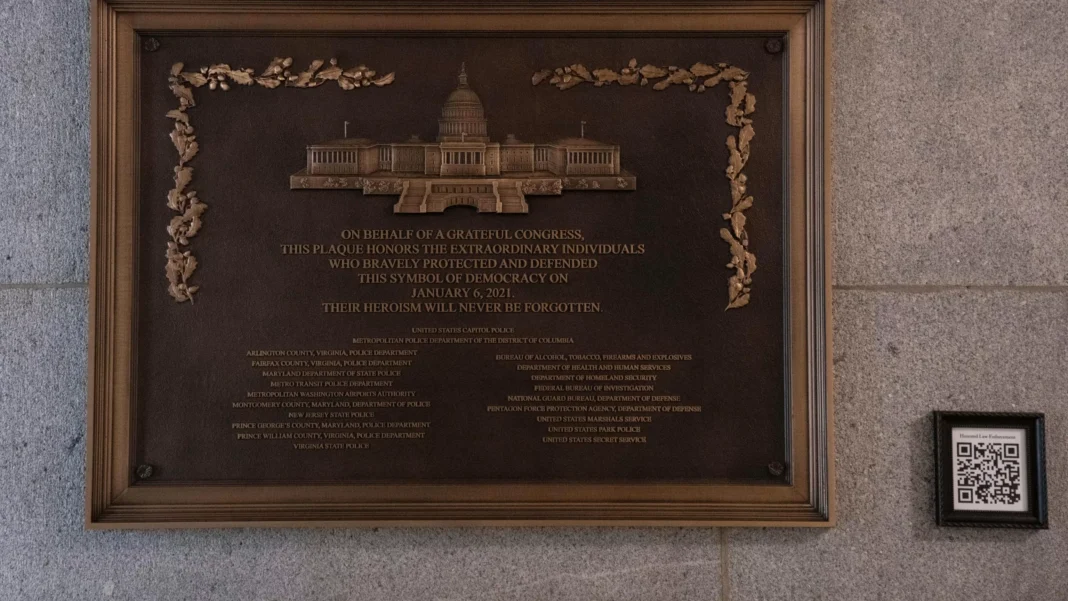 ON BEHALF OF A GRATEFUL CONGRESS,
THIS PLAQUE HONORS THE EXTRAORDINARY INDIVIDUALS
WHO BRAVELY PROTECTED AND DEFENDED
THIS SYMBOL OF DEMOCRACY ON
JANUARY 6, 2021.
THEIR HEROISM WILL NEVER BE FORGOTTEN.
UNITED STATES CAPITOL POLICE
METROPOLITAN POLICE DEPARTMENT OF THE DISTRICT OF COLUMBIA
ARLINGTON COUNTY, VIRGINIA, POLICE DEPARTMENT
FAIRFAX COUNTY, VIRGINIA, POLICE DEPARTMENT
MARYLAND DEPARTMENT OF STATE POLICE
METRO TRANSIT POLICE DEPARTMENT
METROPOLITAN WASHINGTON AIRPORTS AUTHORITY
MONTGOMERY COUNTY, MARYLAND, DEPARTMENT OF POLICE
NEW JERSEY STATE POLICE
PRINCE GEORGE'S COUNTY, MARYLAND, POLICE DEPARTMENT
PRINCE WILLIAM COUNTY, VIRGINIA, POLICE DEPARTMENT
VIRGINIA STATE POLICE
BUREAU OF ALCOHOL, TOBACCO, FIREARMS AND EXPLOSIVES
DEPARTMENT OF HEALTH AND HUMAN SERVICES
DEPARTMENT OF HOMELAND SECURITY
FEDERAL BUREAU OF INVESTIGATION
NATIONAL GUARD BUREAU, DEPARTMENT OF DEFENSE
PENTAGON FORCE PROTECTION AGENCY, DEPARTMENT OF DEFENSE
UNITED STATES MARSHALS SERVICE
UNITED STATES PARK POLICE
UNITED STATES SECRET SERVICE
Honored Law Enforcement